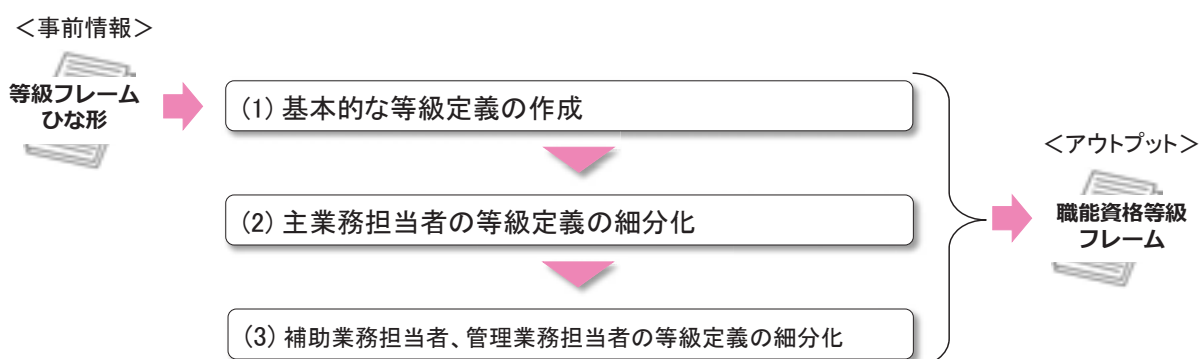 ＜事前情報＞
等級フレーム
ひな形
(1) 基本的な等級定義の作成
(2) 主業務担当者の等級定義の細分化
(3) 補助業務担当者、管理業務担当者の等級定義の細分化
＜アウトプット＞
職能資格等級
フレーム